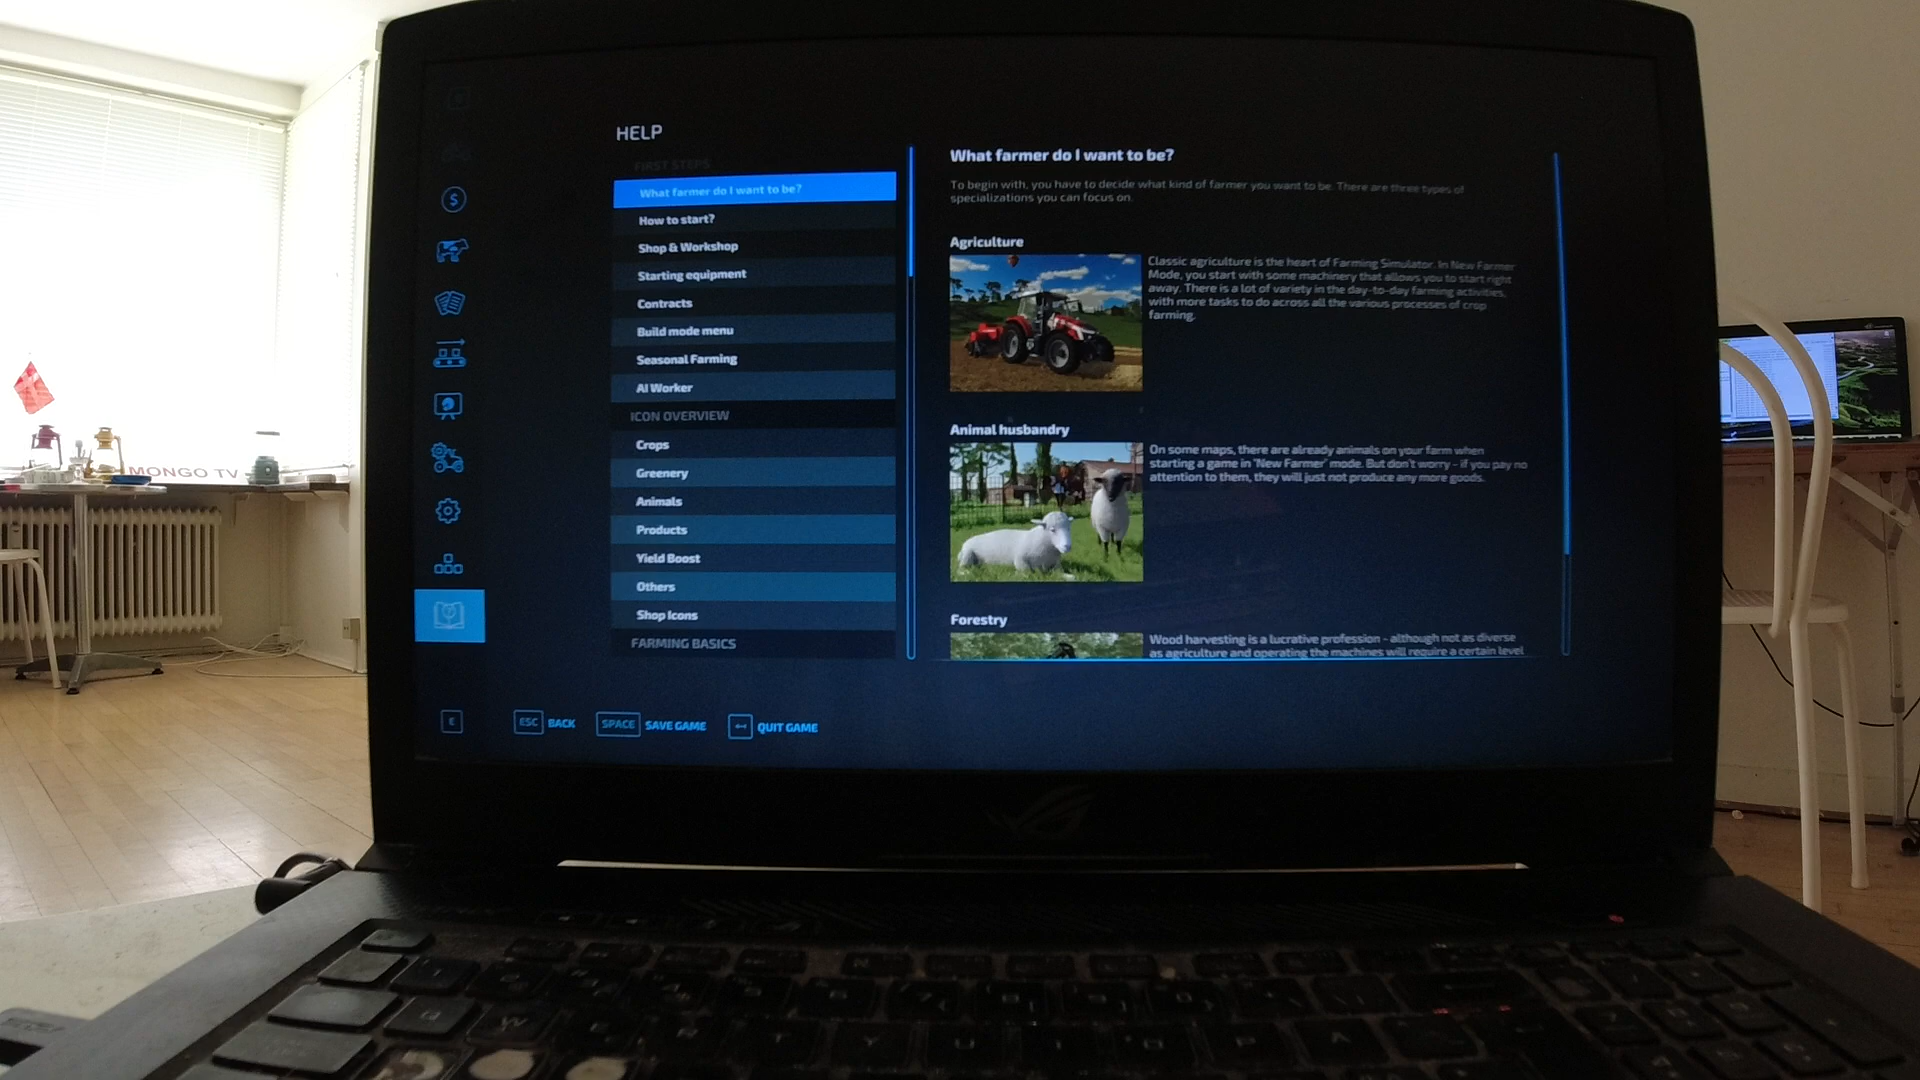 HELP
FIRST STEPS
What farmer do I want to be?
How to start?
Shop & Workshop
Starting equipment
Contracts
Build mode menu
Seasonal Farming
AI Worker
ICON OVERVIEW
Crops
Greenery
Animals
Products
Yield Boost
Others
Shop Icons
FARMING BASICS
What farmer do I want to be?
To begin with, you have to decide what kind of farmer you want to be. There are three types of
specializations you can focus on.
Agriculture
Classic agriculture is the heart of Farming Simulator. In New Farmer
Mode, you start with some machinery that allows you to start right
away. There is a lot of variety in the day-to-day farming activities,
with more tasks to do across all the various processes of crop
farming.
Animal husbandry
On some maps, there are already animals on your farm when
starting a game in 'New Farmer' mode. But don't worry - if you pay no
attention to them, they will just not produce any more goods.
Forestry
Wood harvesting is a lucrative profession - although not as diverse
as agriculture and operating the machines will require a certain level
E ESC BACK SPACE SAVE GAME QUIT GAME
MONGO TV